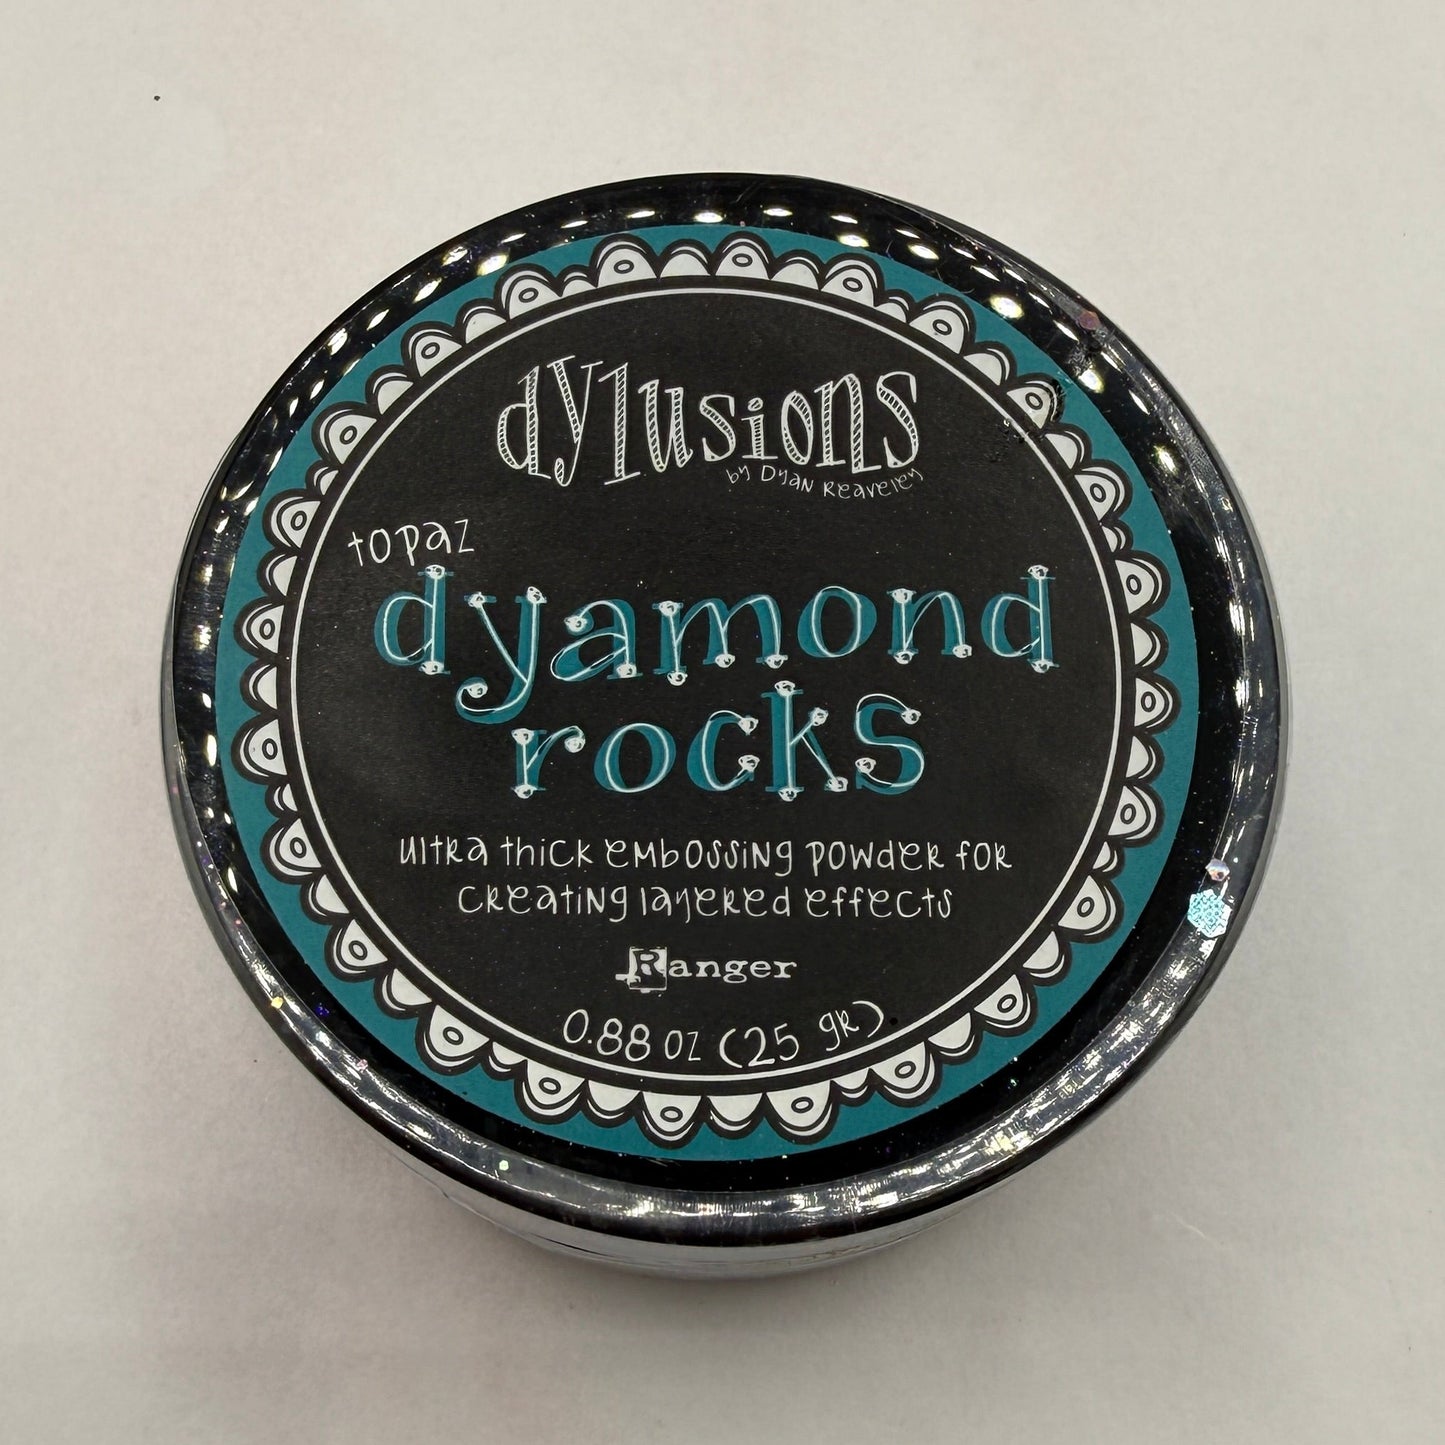 dylusions
by Dyan Reaveley
topaz
dyamond
rocks
ultra thick embossing powder for
creating layered effects
Ranger
0.88 oz (25 gr)